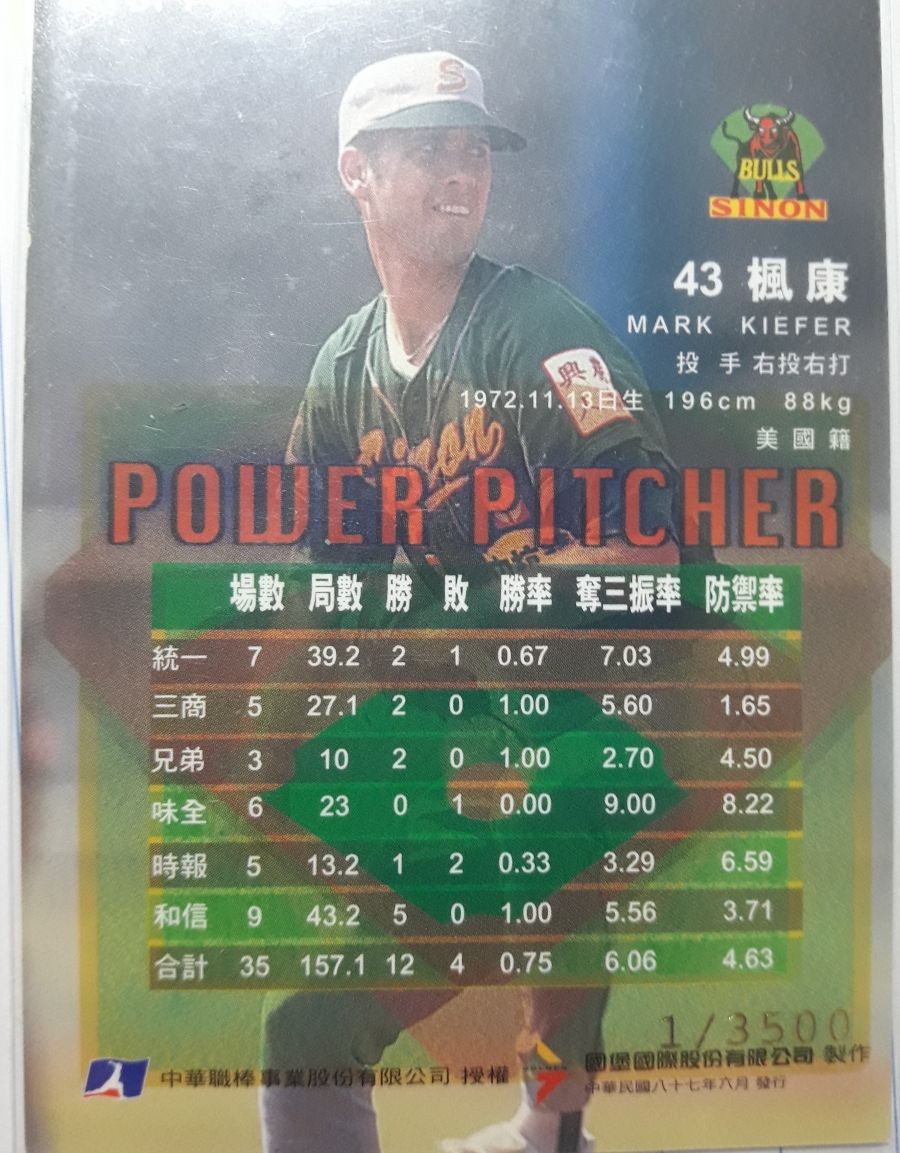 S
BULLS
SINON
43 楓康
MARK KIEFER
投 手 右投右打
興農
1972.11.13日生 196cm 88kg
美國籍
Sinon
POWER PITCHER
場數 局數 勝 敗 勝率 奪三振率 防禦率
統一 7 39.2 2 1 0.67 7.03 4.99
三商 5 27.1 2 0 1.00 5.60 1.65
兄弟 3 10 2 0 1.00 2.70 4.50
味全 6 23 0 1 0.00 9.00 8.22
時報 5 13.2 1 2 0.33 3.29 6.59
和信 9 43.2 5 0 1.00 5.56 3.71
合計 35 157.1 12 4 0.75 6.06 4.63
1/3500
中華職棒事業股份有限公司 授權
國堡國際股份有限公司 製作
中華民國八十七年六月 發行